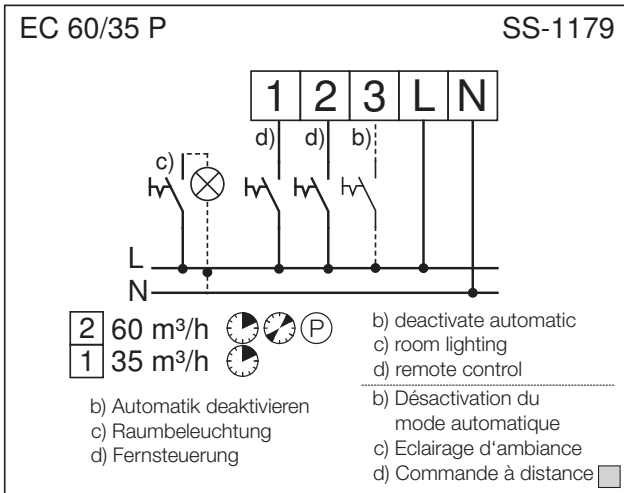 EC 60/35 P SS-1179
1 2 3 L N
d) d) b)
c)
L
N
2 60 m³/h P
1 35 m³/h
b) Automatik deaktivieren
c) Raumbeleuchtung
d) Fernsteuerung
b) deactivate automatic
c) room lighting
d) remote control
b) Désactivation du
mode automatique
c) Eclairage d'ambiance
d) Commande à distance